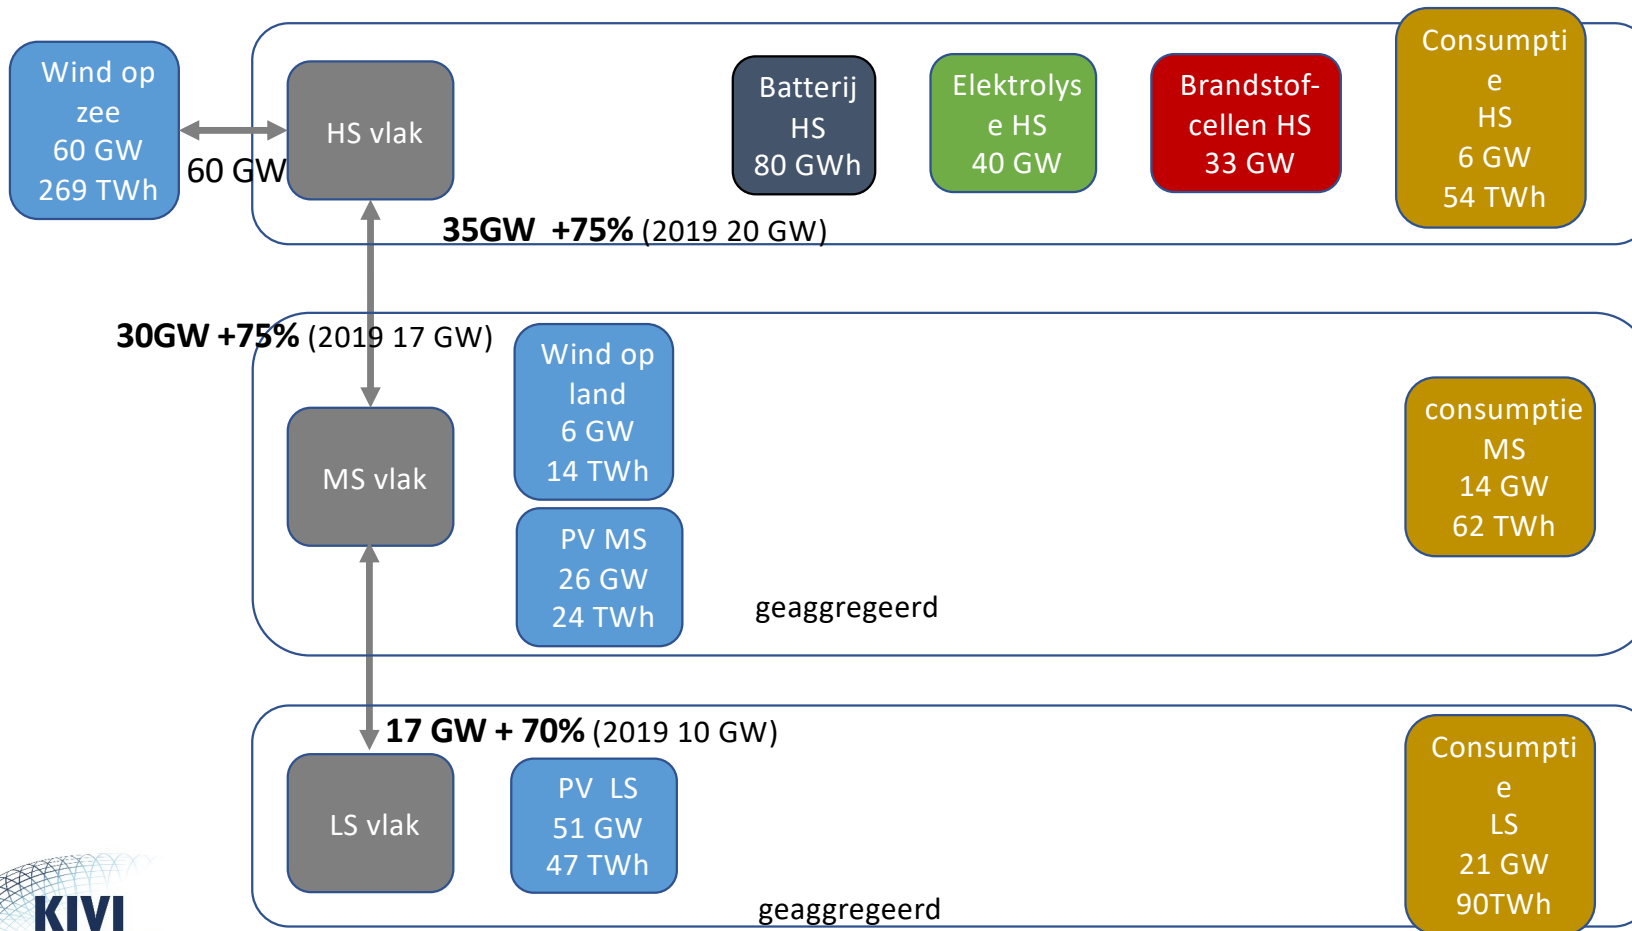 Wind op
zee
60 GW
269 TWh
60 GW
HS vlak
Batterij
HS
80 GWh
Elektrolys
e HS
40 GW
Brandstof-
cellen HS
33 GW
Consumpti
e
HS
6 GW
54 TWh
35GW +75% (2019 20 GW)
30GW +75% (2019 17 GW)
MS vlak
Wind op
land
6 GW
14 TWh
PV MS
26 GW
24 TWh
geaggregeerd
consumptie
MS
14 GW
62 TWh
17 GW + 70% (2019 10 GW)
LS vlak
PV LS
51 GW
47 TWh
geaggregeerd
Consumpti
e
LS
21 GW
90TWh
KIVI